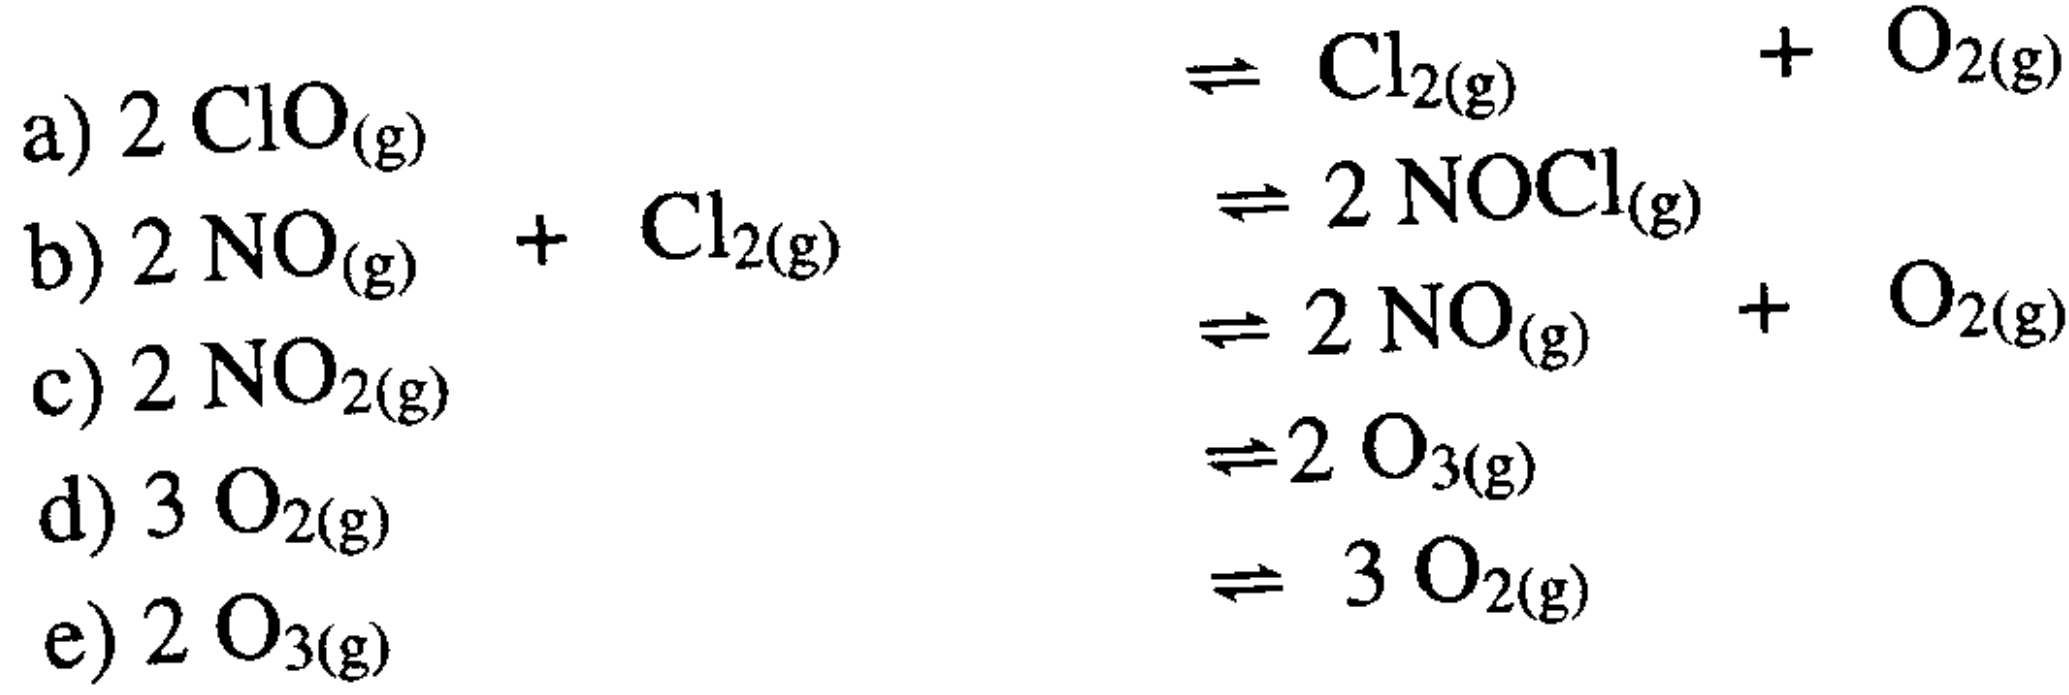 a) 2 ClO(g) ⇌ Cl2(g) + O2(g)
b) 2 NO(g) + Cl2(g) ⇌ 2 NOCl(g)
c) 2 NO2(g) ⇌ 2 NO(g) + O2(g)
d) 3 O2(g) ⇌ 2 O3(g)
e) 2 O3(g) ⇌ 3 O2(g)